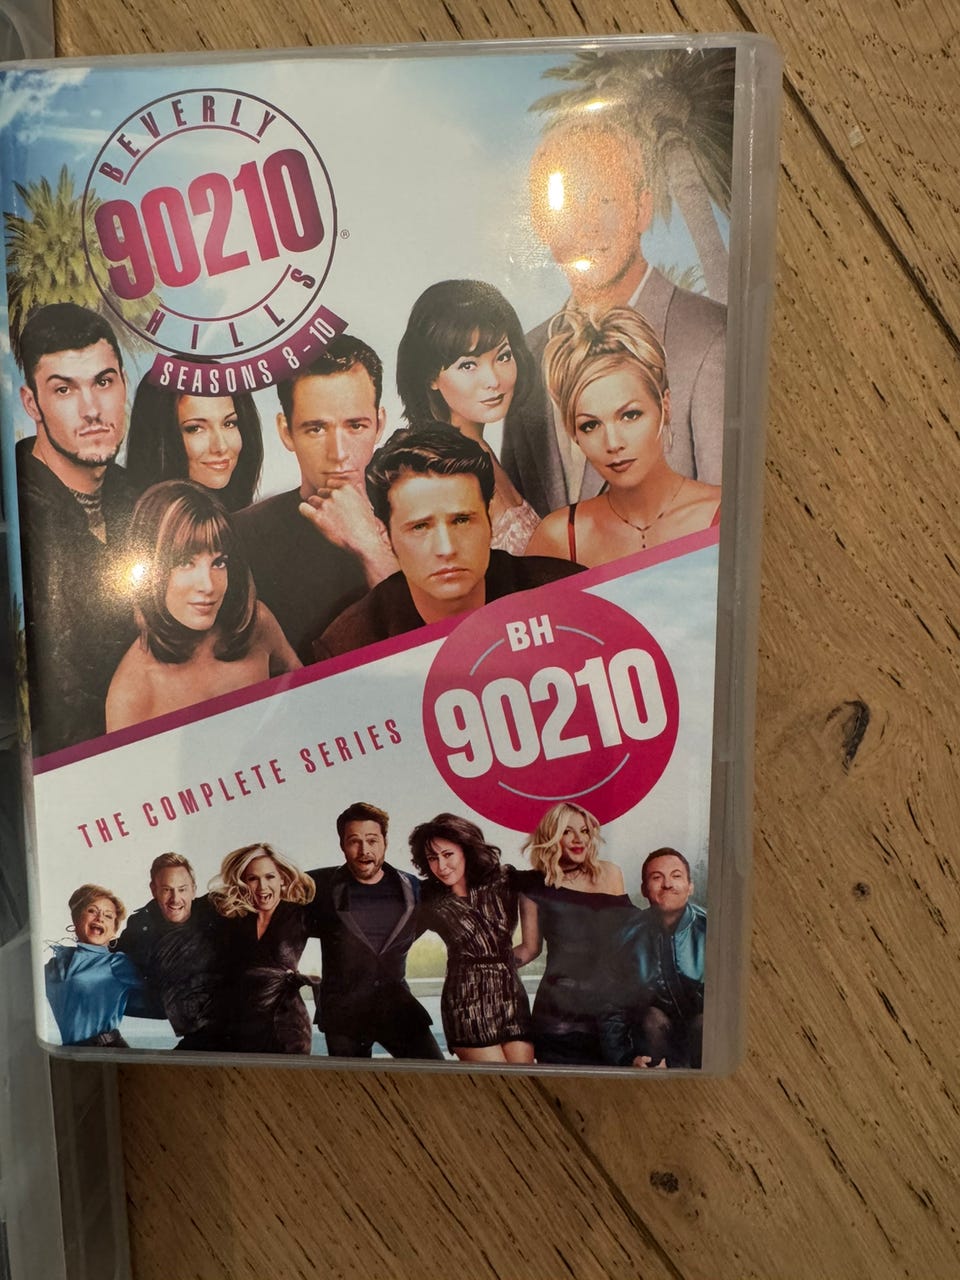 BEVERLY
90210®
HILLS
SEASONS 8-10
BH
90210
THE COMPLETE SERIES